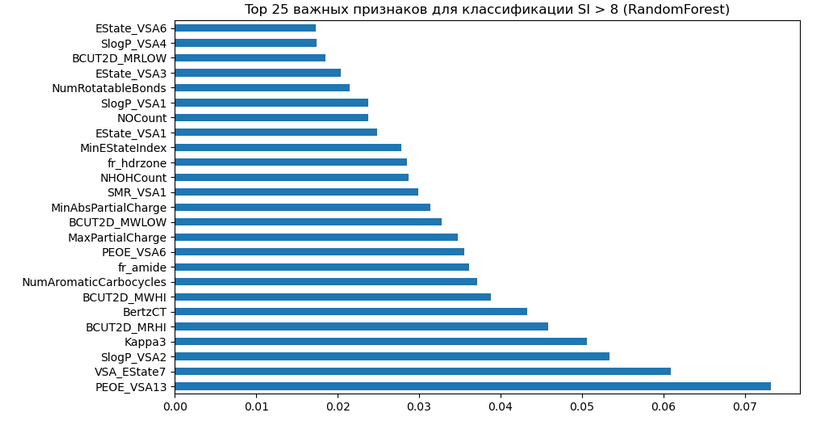 Top 25 важных признаков для классификации SI > 8 (RandomForest)
EState_VSA6
SlogP_VSA4
BCUT2D_MRLOW
EState_VSA3
NumRotatableBonds
SlogP_VSA1
NOCount
EState_VSA1
MinEStateIndex
fr_hdrzone
NHOHCount
SMR_VSA1
MinAbsPartialCharge
BCUT2D_MWLOW
MaxPartialCharge
PEOE_VSA6
fr_amide
NumAromaticCarbocycles
BCUT2D_MWHI
BertzCT
BCUT2D_MRHI
Kappa3
SlogP_VSA2
VSA_EState7
PEOE_VSA13
0.00 0.01 0.02 0.03 0.04 0.05 0.06 0.07